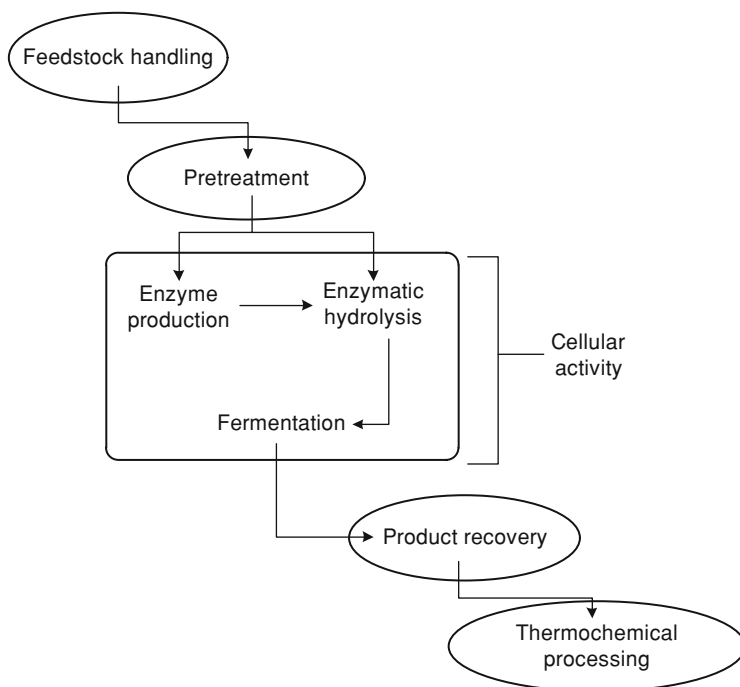 Feedstock handling
Pretreatment
Enzyme
production
Enzymatic
hydrolysis
Cellular
activity
Fermentation
Product recovery
Thermochemical
processing